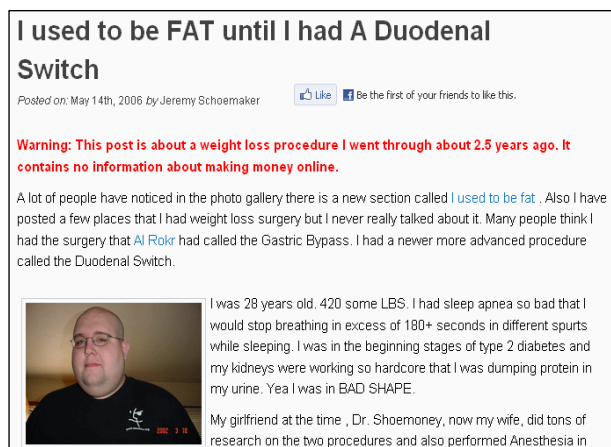 I used to be FAT until I had A Duodenal
Switch
Posted on: May 14th, 2006 by Jeremy Schoemaker
Like
Be the first of your friends to like this.
Warning: This post is about a weight loss procedure I went through about 2.5 years ago. It
contains no information about making money online.
A lot of people have noticed in the photo gallery there is a new section called I used to be fat . Also I have
posted a few places that I had weight loss surgery but I never really talked about it. Many people think I
had the surgery that Al Rokr had called the Gastric Bypass. I had a newer more advanced procedure
called the Duodenal Switch.
I was 28 years old. 420 some LBS. I had sleep apnea so bad that I
would stop breathing in excess of 180+ seconds in different spurts
while sleeping. I was in the beginning stages of type 2 diabetes and
my kidneys were working so hardcore that I was dumping protein in
my urine. Yea I was in BAD SHAPE.
My girlfriend at the time , Dr. Shoemoney, now my wife, did tons of
research on the two procedures and also performed Anesthesia in
2002 3 10